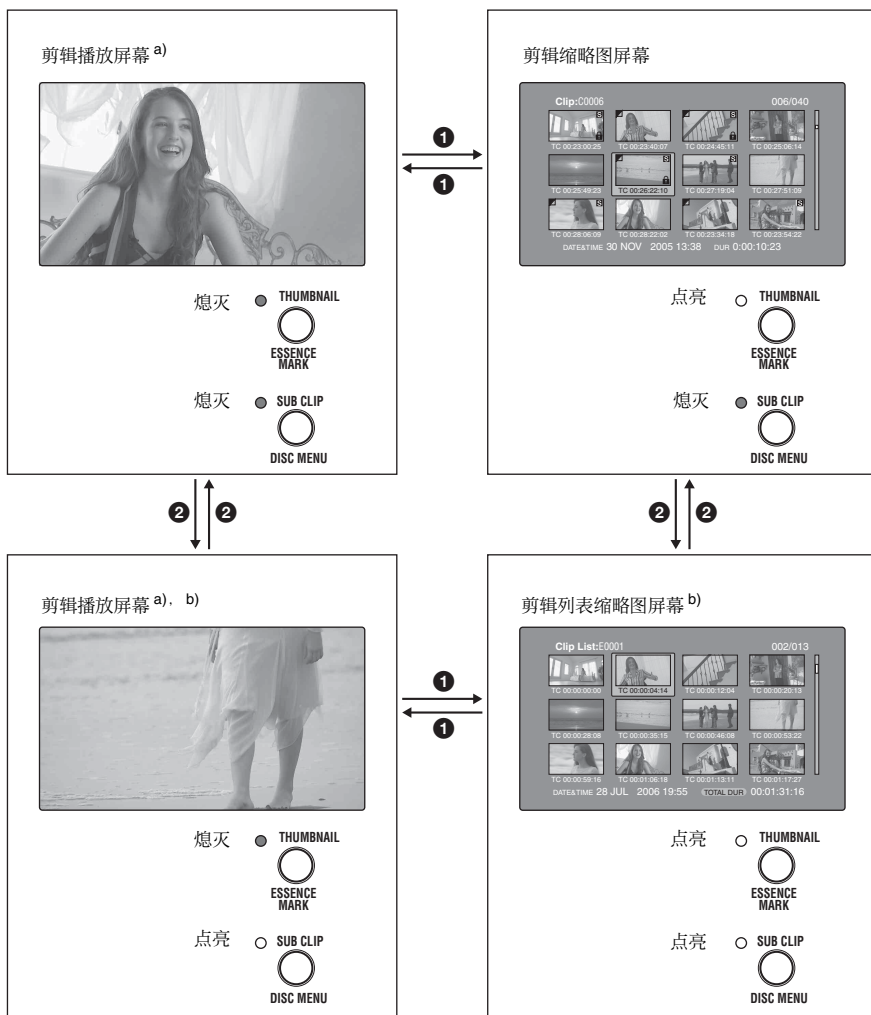 剪辑播放屏幕 a)
熄灭
THUMBNAIL
ESSENCE
MARK
熄灭
SUB CLIP
DISC MENU
❶
❶
剪辑缩略图屏幕
Clip:C0006 006/040
S S S
TC 00:23:00:25 TC 00:23:40:07 TC 00:24:45:11 TC 00:25:06:14
S S
TC 00:25:49:23 TC 00:26:22:10 TC 00:27:19:04 TC 00:27:51:09
S S S
TC 00:28:06:09 TC 00:29:22:02 TC 00:23:34:18 TC 00:23:54:22
DATE&TIME 30 NOV 2005 13:38 DUR 0:00:10:23
点亮
THUMBNAIL
ESSENCE
MARK
熄灭
SUB CLIP
DISC MENU
❷ ❷
❷ ❷
剪辑播放屏幕 a)， b)
熄灭
THUMBNAIL
ESSENCE
MARK
点亮
SUB CLIP
DISC MENU
❶
❶
剪辑列表缩略图屏幕 b)
Clip List:E0001 002/013
TC 00:00:00:00 TC 00:00:04:14 TC 00:00:12:04 TC 00:00:20:13
TC 00:00:28:08 TC 00:00:35:15 TC 00:00:46:08 TC 00:00:53:22
TC 00:00:59:16 TC 00:01:06:18 TC 00:01:13:11 TC 00:01:17:27
DATE&TIME 28 JUL 2006 19:55 TOTAL DUR 00:01:31:16
点亮
THUMBNAIL
ESSENCE
MARK
点亮
SUB CLIP
DISC MENU